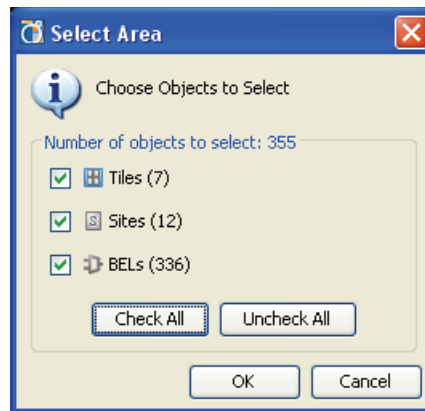 Select Area
Choose Objects to Select
Number of objects to select: 355
Tiles (7)
S Sites (12)
BELs (336)
Check All Uncheck All
OK Cancel